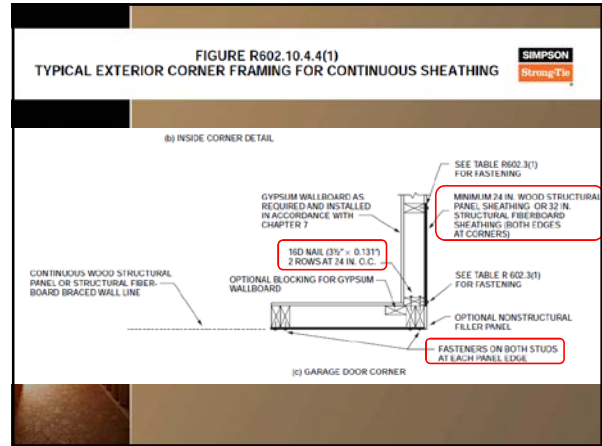 FIGURE R602.10.4.4(1)
TYPICAL EXTERIOR CORNER FRAMING FOR CONTINUOUS SHEATHING
SIMPSON
Strong-Tie
(b) INSIDE CORNER DETAIL
SEE TABLE R602.3(1)
FOR FASTENING
GYPSUM WALLBOARD AS
REQUIRED AND INSTALLED
IN ACCORDANCE WITH
CHAPTER 7
MINIMUM 24 IN. WOOD STRUCTURAL
PANEL SHEATHING OR 32 IN.
STRUCTURAL FIBERBOARD
SHEATHING (BOTH EDGES
AT CORNERS)
16D NAIL (3½" × 0.131")
2 ROWS AT 24 IN. O.C.
CONTINUOUS WOOD STRUCTURAL
PANEL OR STRUCTURAL FIBER-
BOARD BRACED WALL LINE
OPTIONAL BLOCKING FOR GYPSUM
WALLBOARD
SEE TABLE R 602.3(1)
FOR FASTENING
OPTIONAL NONSTRUCTURAL
FILLER PANEL
FASTENERS ON BOTH STUDS
AT EACH PANEL EDGE
(c) GARAGE DOOR CORNER